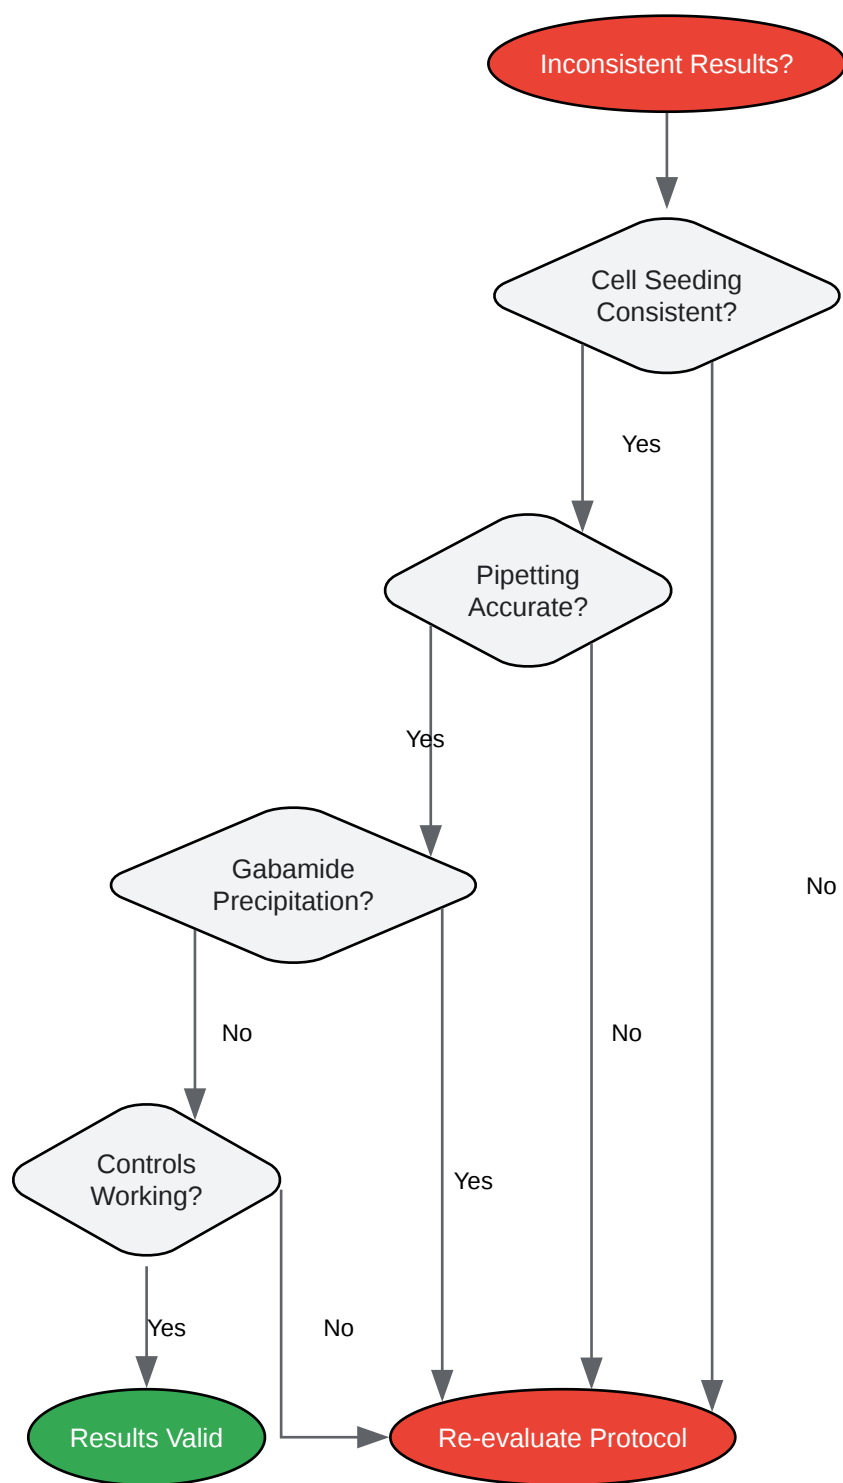 Inconsistent Results?
Cell Seeding
Consistent?
Yes
Pipetting
Accurate?
Yes
Gabamide
Precipitation?
No
No
No
Controls
Working?
Yes
Yes
No
Results Valid
Re-evaluate Protocol